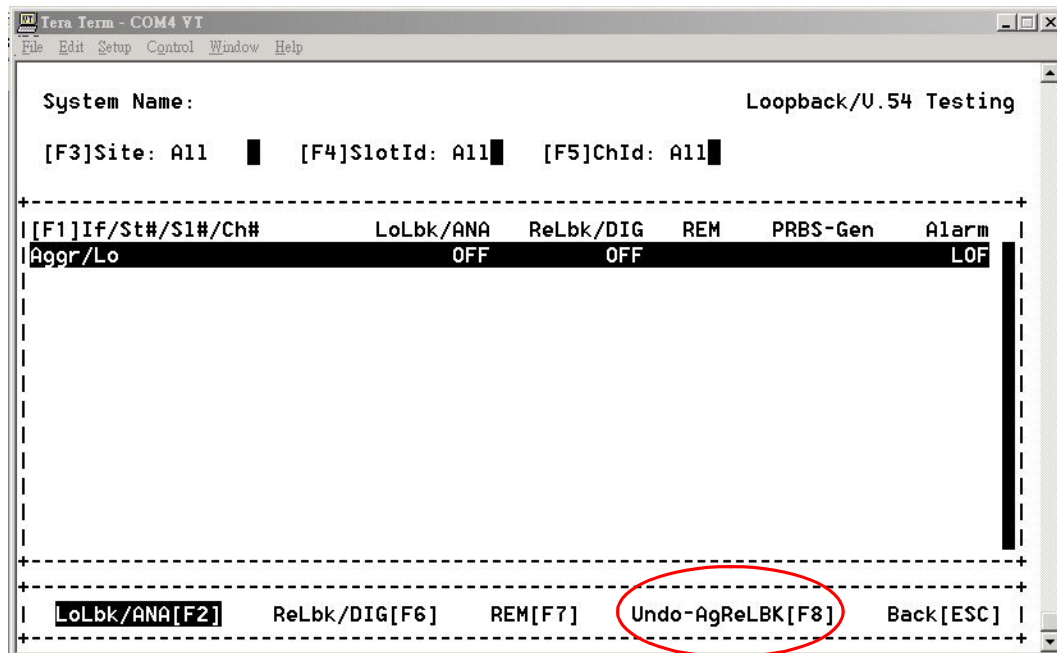 Tera Term - COM4 VT
File Edit Setup Control Window Help
System Name: Loopback/V.54 Testing
[F3]Site: All [F4]SlotId: All [F5]ChId: All
[F1]If/St#/Sl#/Ch# LoLbk/ANA ReLbk/DIG REM PRBS-Gen Alarm
Aggr/Lo OFF OFF LOF
LoLbk/ANA[F2] ReLbk/DIG[F6] REM[F7] Undo-AgReLBK[F8] Back[ESC]